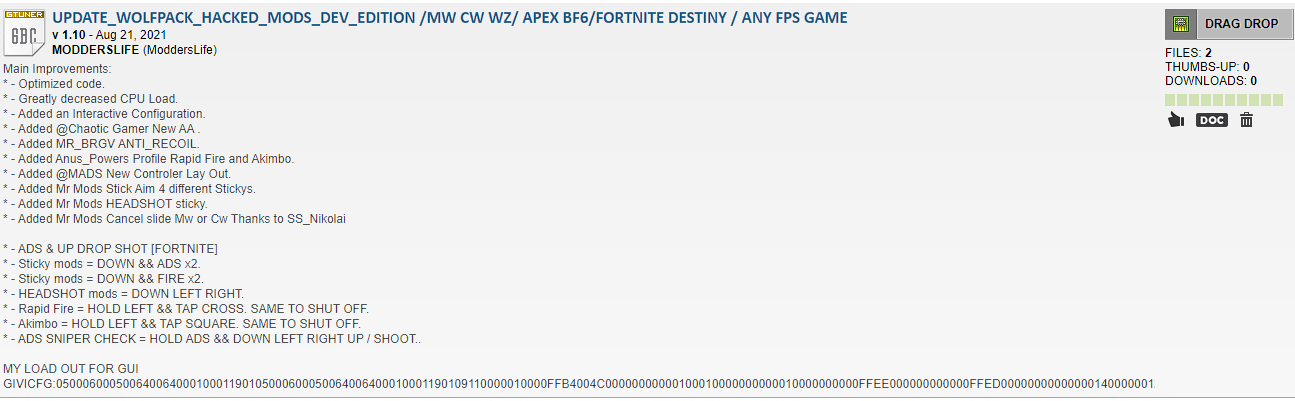 GTUNER
GBC
UPDATE_WOLFPACK_HACKED_MODS_DEV_EDITION /MW CW WZ/ APEX BF6/FORTNITE DESTINY / ANY FPS GAME
v 1.10 - Aug 21, 2021
MODDERSLIFE (ModdersLife)
DRAG DROP
FILES: 2
THUMBS-UP: 0
DOWNLOADS: 0
DOC
Main Improvements:
* - Optimized code.
* - Greatly decreased CPU Load.
* - Added an Interactive Configuration.
* - Added @Chaotic Gamer New AA .
* - Added MR_BRGV ANTI_RECOIL.
* - Added Anus_Powers Profile Rapid Fire and Akimbo.
* - Added @MADS New Controler Lay Out.
* - Added Mr Mods Stick Aim 4 different Stickys.
* - Added Mr Mods HEADSHOT sticky.
* - Added Mr Mods Cancel slide Mw or Cw Thanks to SS_Nikolai
* - ADS & UP DROP SHOT [FORTNITE]
* - Sticky mods = DOWN && ADS x2.
* - Sticky mods = DOWN && FIRE x2.
* - HEADSHOT mods = DOWN LEFT RIGHT.
* - Rapid Fire = HOLD LEFT && TAP CROSS. SAME TO SHUT OFF.
* - Akimbo = HOLD LEFT && TAP SQUARE. SAME TO SHUT OFF.
* - ADS SNIPER CHECK = HOLD ADS && DOWN LEFT RIGHT UP / SHOOT..
MY LOAD OUT FOR GUI
GIVICFG:0500060005006400640001000119010500060005006400640001000119010911000001​0000FFB4004C00000000000100010000000000010000000000FFEE000000000000FFED000000000000000140000001